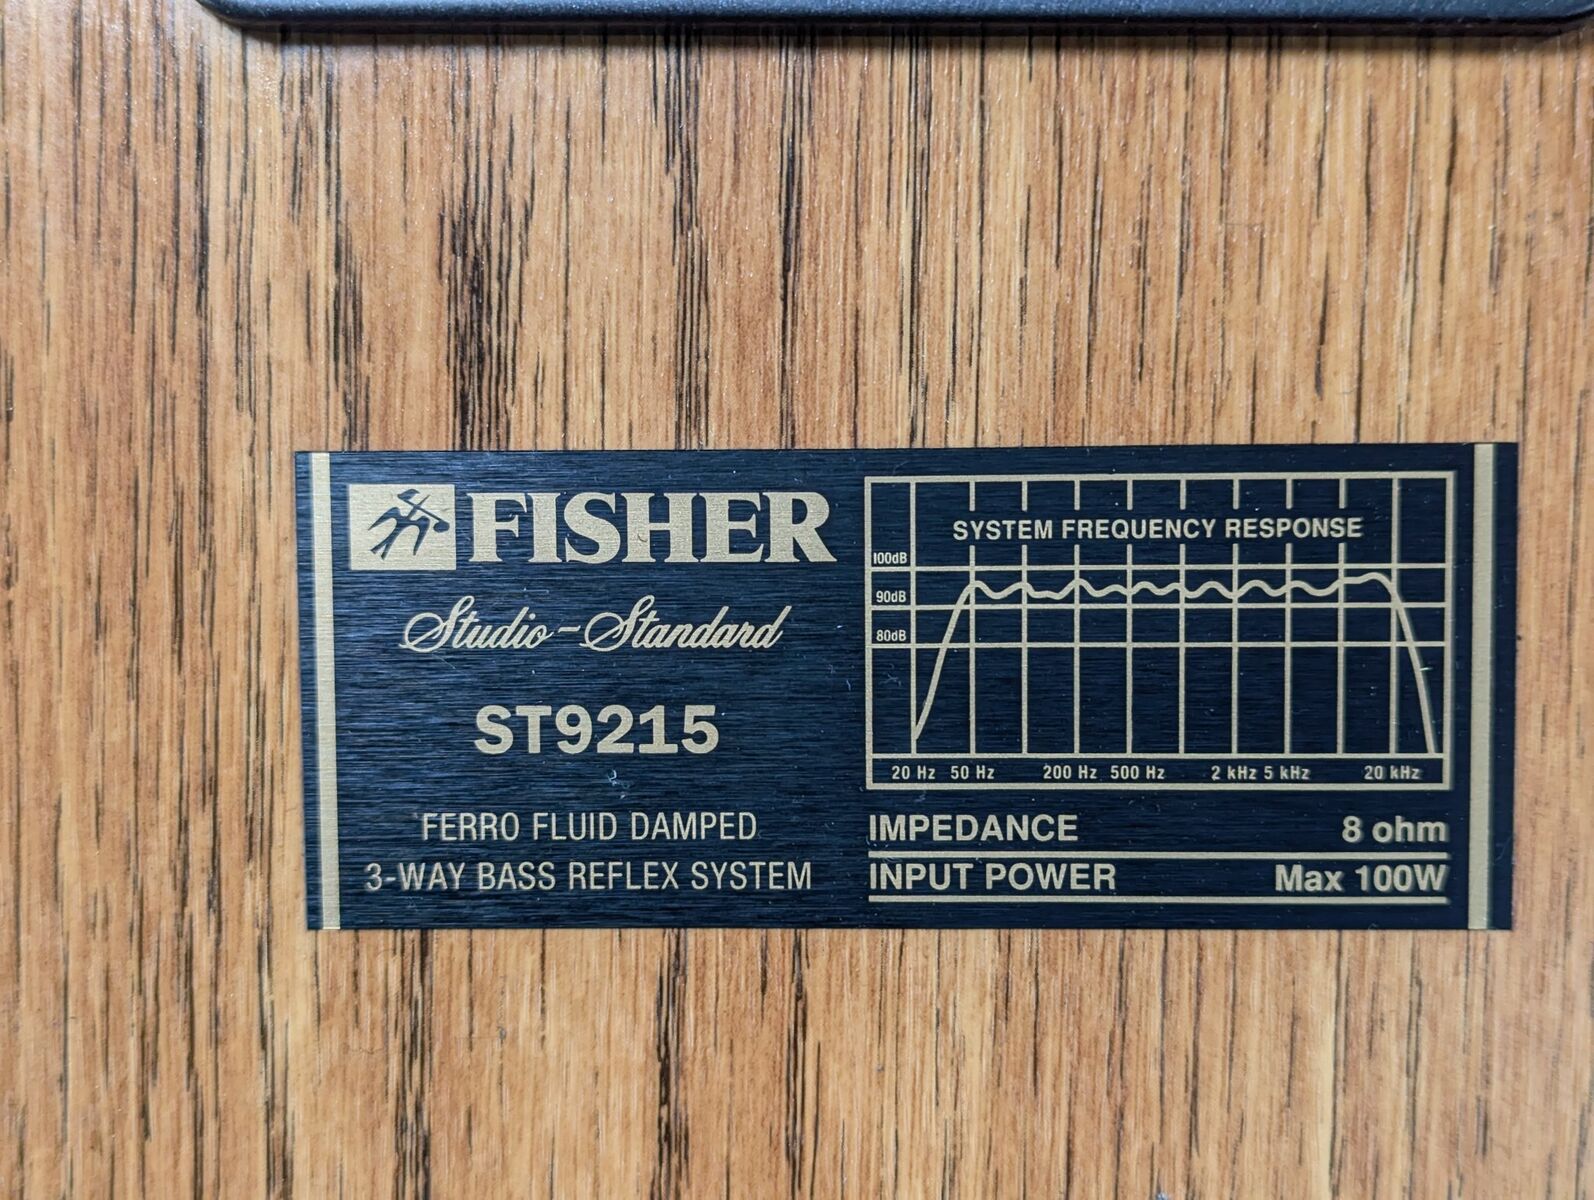 FISHER
Studio-Standard
ST9215
FERRO FLUID DAMPED
3-WAY BASS REFLEX SYSTEM
SYSTEM FREQUENCY RESPONSE
100dB
90dB
80dB
20 Hz 50 Hz 200 Hz 500 Hz 2 kHz 5 kHz 20 kHz
IMPEDANCE 8 ohm
INPUT POWER Max 100W